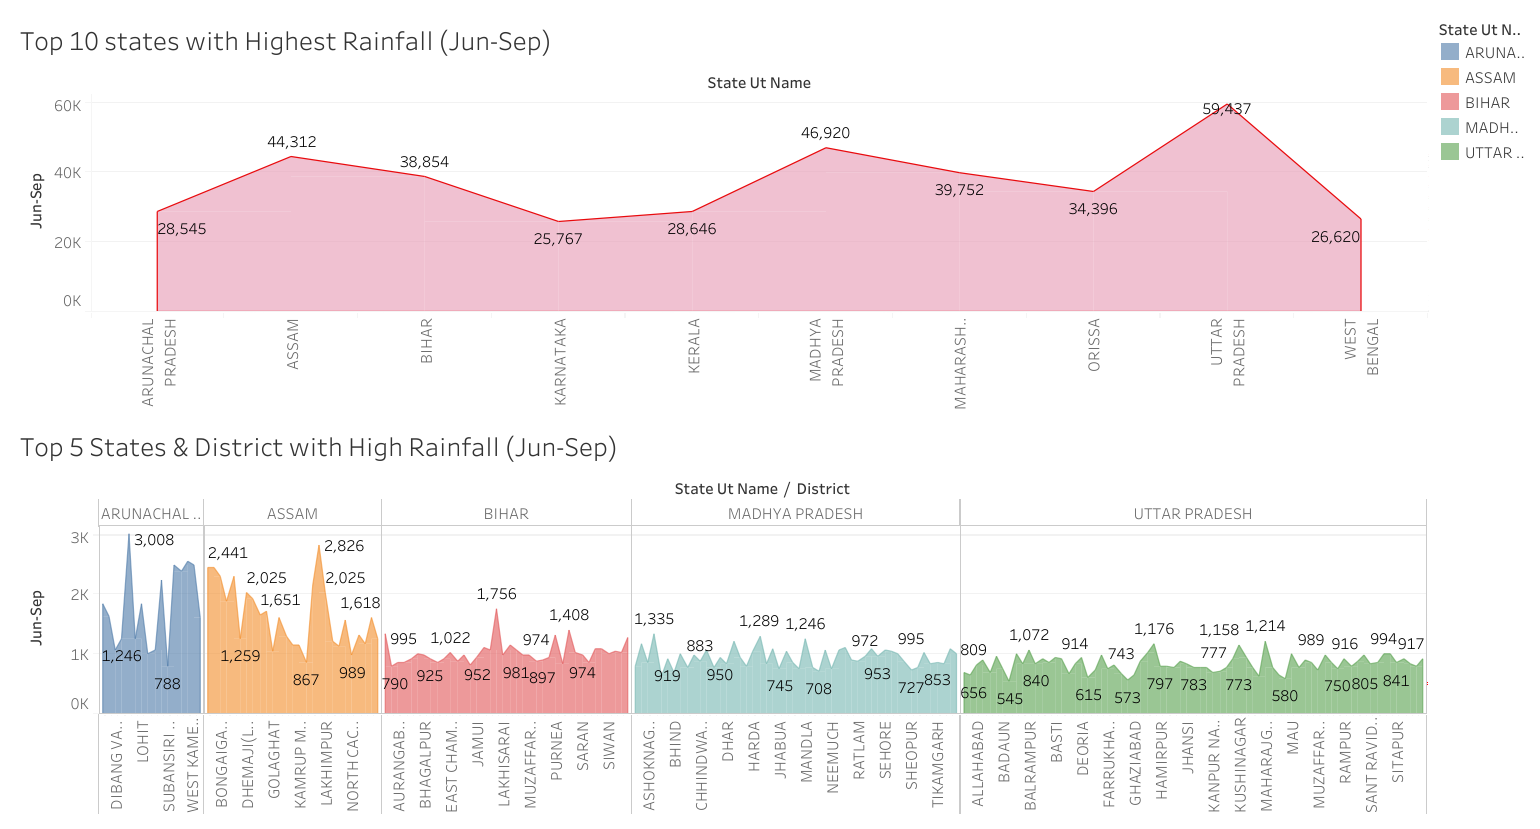 Top 10 states with Highest Rainfall (Jun-Sep)
State Ut Name
Jun-Sep
60K
40K
20K
0K
28,545
44,312
38,854
25,767
28,646
46,920
39,752
34,396
59,437
26,620
ARUNACHAL
PRADESH
ASSAM
BIHAR
KARNATAKA
KERALA
MADHYA
PRADESH
MAHARASH..
ORISSA
UTTAR
PRADESH
WEST
BENGAL
State Ut N..
ARUNA..
ASSAM
BIHAR
MADH..
UTTAR ..
Top 5 States & District with High Rainfall (Jun-Sep)
State Ut Name / District
ARUNACHAL ..
ASSAM
BIHAR
MADHYA PRADESH
UTTAR PRADESH
Jun-Sep
3K
2K
1K
0K
1,246
3,008
788
2,441
1,259
2,025
1,651
867
2,826
2,025
989
1,618
790
995
925
1,022
952
1,756
981
974
897
1,408
974
1,335
919
883
950
1,289
745
1,246
708
972
953
995
727
853
656
809
545
1,072
840
914
615
743
573
1,176
797
783
777
1,158
773
1,214
580
989
750
916
805
994
841
917
DIBANG VA..
LOHIT
SUBANSIRI ..
WEST KAME..
BONGAIGA..
DHEMAJI(L..
GOLAGHAT
KAMRUP M..
LAKHIMPUR
NORTH CAC..
AURANGAB..
BHAGALPUR
EAST CHAM..
JAMUI
LAKHISARAI
MUZAFFAR..
PURNEA
SARAN
SIWAN
ASHOKNAG..
BHIND
CHHINDWA..
DHAR
HARDA
JHABUA
MANDLA
NEEMUCH
RATLAM
SEHORE
SHEOPUR
TIKAMGARH
ALLAHABAD
BADAUN
BALRAMPUR
BASTI
DEORIA
FARRUKHA..
GHAZIABAD
HAMIRPUR
JHANSI
KANPUR NA..
KUSHINAGAR
MAHARAJG..
MAU
MUZAFFAR..
RAMPUR
SANT RAVID..
SITAPUR